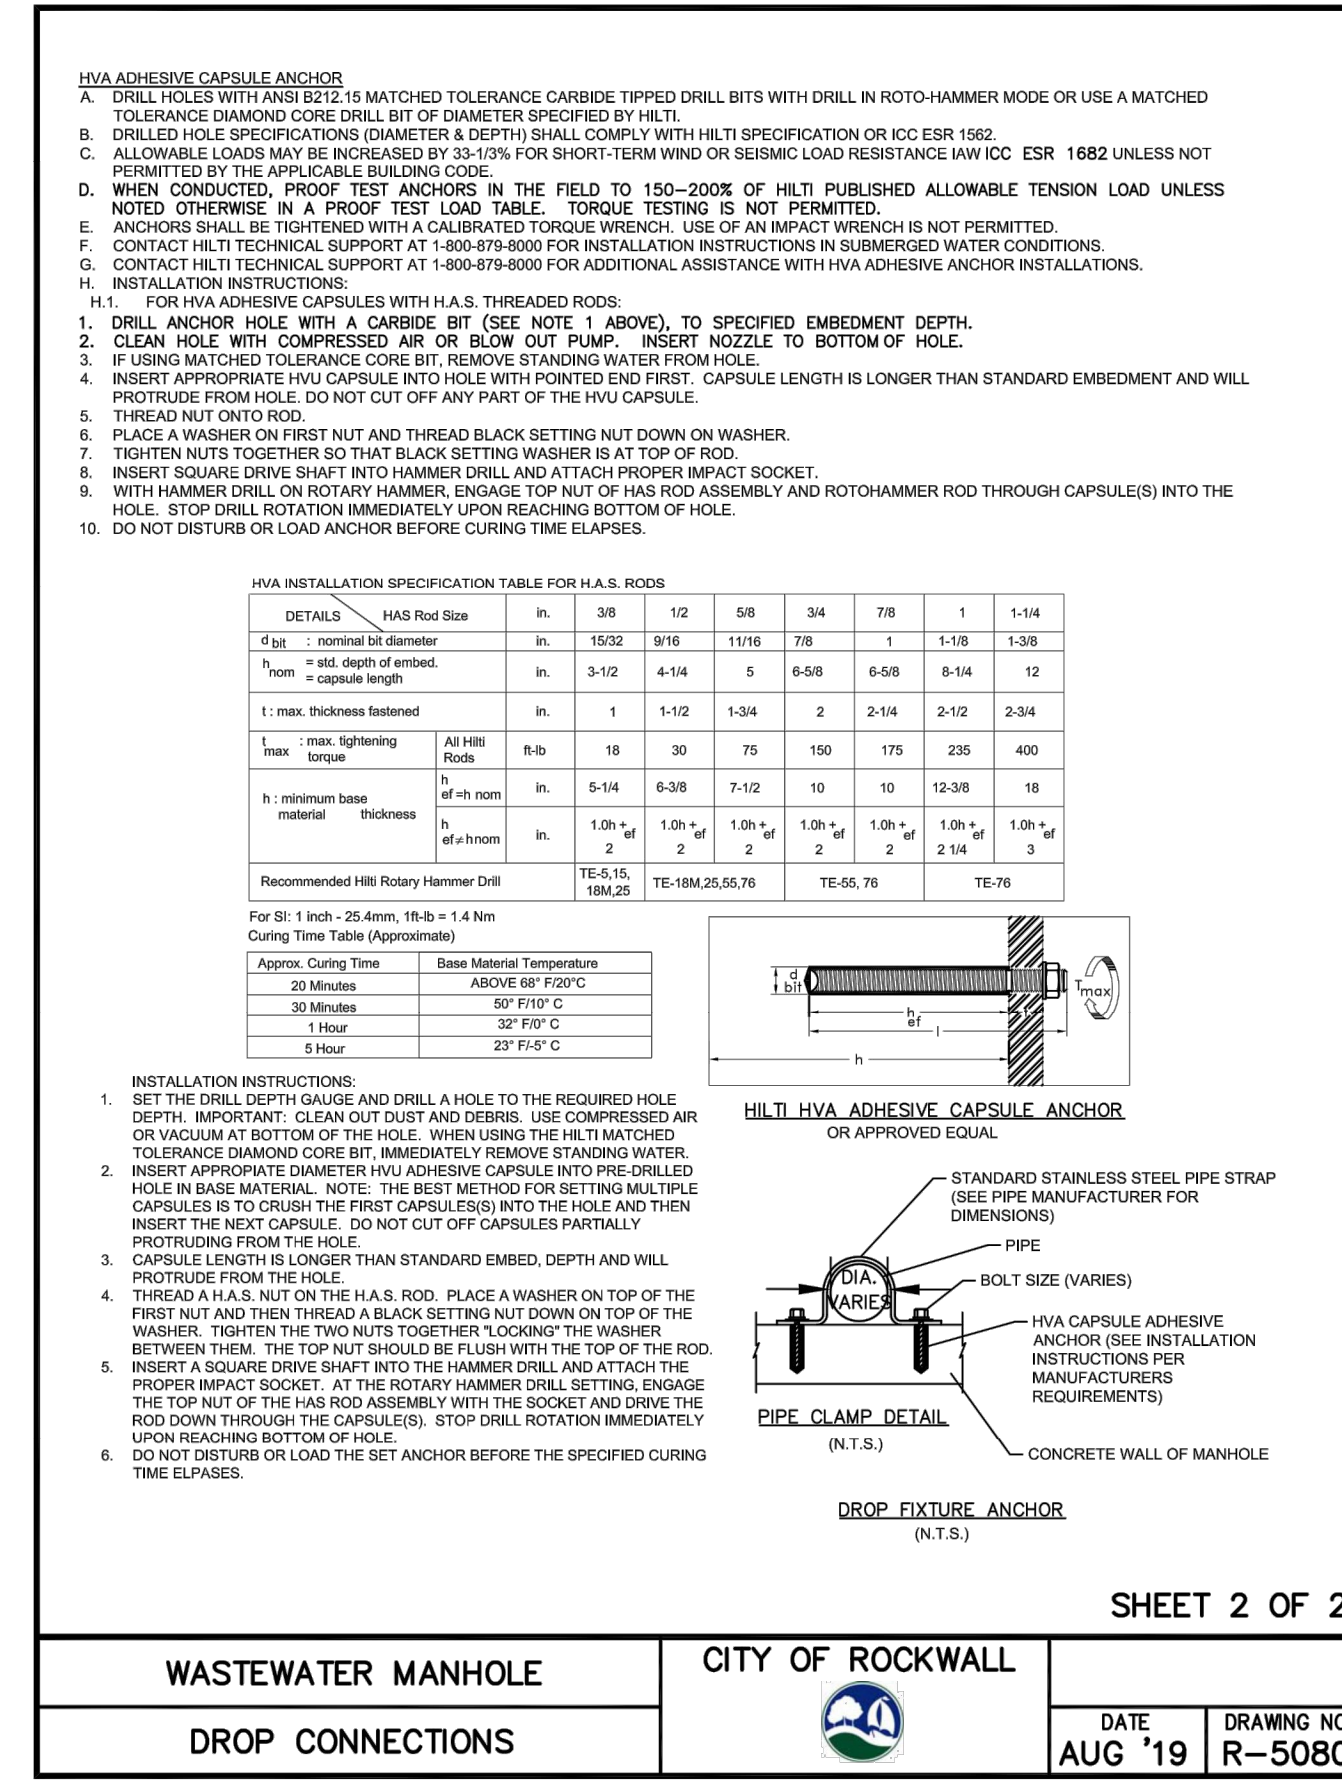 HVA ADHESIVE CAPSULE ANCHOR
A. DRILL HOLES WITH ANSI B212.15 MATCHED TOLERANCE CARBIDE TIPPED DRILL BITS WITH DRILL IN ROTO-HAMMER MODE OR USE A MATCHED
TOLERANCE DIAMOND CORE DRILL BIT OF DIAMETER SPECIFIED BY HILTI.
B. DRILLED HOLE SPECIFICATIONS (DIAMETER & DEPTH) SHALL COMPLY WITH HILTI SPECIFICATION OR ICC ESR 1562.
C. ALLOWABLE LOADS MAY BE INCREASED BY 33-1/3% FOR SHORT-TERM WIND OR SEISMIC LOAD RESISTANCE IAW ICC ESR 1682 UNLESS NOT
PERMITTED BY THE APPLICABLE BUILDING CODE.
D. WHEN CONDUCTED, PROOF TEST ANCHORS IN THE FIELD TO 150-200% OF HILTI PUBLISHED ALLOWABLE TENSION LOAD UNLESS
NOTED OTHERWISE IN A PROOF TEST LOAD TABLE. TORQUE TESTING IS NOT PERMITTED.
E. ANCHORS SHALL BE TIGHTENED WITH A CALIBRATED TORQUE WRENCH. USE OF AN IMPACT WRENCH IS NOT PERMITTED.
F. CONTACT HILTI TECHNICAL SUPPORT AT 1-800-879-8000 FOR INSTALLATION INSTRUCTIONS IN SUBMERGED WATER CONDITIONS.
G. CONTACT HILTI TECHNICAL SUPPORT AT 1-800-879-8000 FOR ADDITIONAL ASSISTANCE WITH HVA ADHESIVE ANCHOR INSTALLATIONS.
H. INSTALLATION INSTRUCTIONS:
H.1. FOR HVA ADHESIVE CAPSULES WITH H.A.S. THREADED RODS:
1. DRILL ANCHOR HOLE WITH A CARBIDE BIT (SEE NOTE 1 ABOVE), TO SPECIFIED EMBEDMENT DEPTH.
2. CLEAN HOLE WITH COMPRESSED AIR OR BLOW OUT PUMP. INSERT NOZZLE TO BOTTOM OF HOLE.
3. IF USING MATCHED TOLERANCE CORE BIT, REMOVE STANDING WATER FROM HOLE.
4. INSERT APPROPRIATE HVU CAPSULE INTO HOLE WITH POINTED END FIRST. CAPSULE LENGTH IS LONGER THAN STANDARD EMBEDMENT AND WILL
PROTRUDE FROM HOLE. DO NOT CUT OFF ANY PART OF THE HVU CAPSULE.
5. THREAD NUT ONTO ROD.
6. PLACE A WASHER ON FIRST NUT AND THREAD BLACK SETTING NUT DOWN ON WASHER.
7. TIGHTEN NUTS TOGETHER SO THAT BLACK SETTING WASHER IS AT TOP OF ROD.
8. INSERT SQUARE DRIVE SHAFT INTO HAMMER DRILL AND ATTACH PROPER IMPACT SOCKET.
9. WITH HAMMER DRILL ON ROTARY HAMMER, ENGAGE TOP NUT OF HAS ROD ASSEMBLY AND ROTOHAMMER ROD THROUGH CAPSULE(S) INTO THE
HOLE. STOP DRILL ROTATION IMMEDIATELY UPON REACHING BOTTOM OF HOLE.
10. DO NOT DISTURB OR LOAD ANCHOR BEFORE CURING TIME ELAPSES.
HVA INSTALLATION SPECIFICATION TABLE FOR H.A.S. RODS
DETAILS HAS Rod Size in. 3/8 1/2 5/8 3/4 7/8 1 1-1/4
d bit : nominal bit diameter in. 15/32 9/16 11/16 7/8 1 1-1/8 1-3/8
h nom = std. depth of embed.
= capsule length in. 3-1/2 4-1/4 5 6-5/8 6-5/8 8-1/4 12
t : max. thickness fastened in. 1 1-1/2 1-3/4 2 2-1/4 2-1/2 2-3/4
t max : max. tightening
torque All Hilti
Rods ft-lb 18 30 75 150 175 235 400
h : minimum base
material thickness
h
ef =h nom in. 5-1/4 6-3/8 7-1/2 10 10 12-3/8 18
h
ef≠hnom in. 1.0h + ef 1.0h + ef 1.0h + ef 1.0h + ef 1.0h + ef 1.0h + ef 1.0h + ef
2 2 2 2 2 2 1/4 3
Recommended Hilti Rotary Hammer Drill TE-5,15,
18M,25 TE-18M,25,55,76 TE-55, 76 TE-76
For SI: 1 inch - 25.4mm, 1ft-lb = 1.4 Nm
Curing Time Table (Approximate)
Approx. Curing Time Base Material Temperature
20 Minutes ABOVE 68° F/20°C
30 Minutes 50° F/10° C
1 Hour 32° F/0° C
5 Hour 23° F/-5° C
d
bit
h
ef
l
h
Tmax
HILTI HVA ADHESIVE CAPSULE ANCHOR
OR APPROVED EQUAL
INSTALLATION INSTRUCTIONS:
1. SET THE DRILL DEPTH GAUGE AND DRILL A HOLE TO THE REQUIRED HOLE
DEPTH. IMPORTANT: CLEAN OUT DUST AND DEBRIS. USE COMPRESSED AIR
OR VACUUM AT BOTTOM OF THE HOLE. WHEN USING THE HILTI MATCHED
TOLERANCE DIAMOND CORE BIT, IMMEDIATELY REMOVE STANDING WATER.
2. INSERT APPROPIATE DIAMETER HVU ADHESIVE CAPSULE INTO PRE-DRILLED
HOLE IN BASE MATERIAL. NOTE: THE BEST METHOD FOR SETTING MULTIPLE
CAPSULES IS TO CRUSH THE FIRST CAPSULES(S) INTO THE HOLE AND THEN
INSERT THE NEXT CAPSULE. DO NOT CUT OFF CAPSULES PARTIALLY
PROTRUDING FROM THE HOLE.
3. CAPSULE LENGTH IS LONGER THAN STANDARD EMBED, DEPTH AND WILL
PROTRUDE FROM THE HOLE.
4. THREAD A H.A.S. NUT ON THE H.A.S. ROD. PLACE A WASHER ON TOP OF THE
FIRST NUT AND THEN THREAD A BLACK SETTING NUT DOWN ON TOP OF THE
WASHER. TIGHTEN THE TWO NUTS TOGETHER "LOCKING" THE WASHER
BETWEEN THEM. THE TOP NUT SHOULD BE FLUSH WITH THE TOP OF THE ROD.
5. INSERT A SQUARE DRIVE SHAFT INTO THE HAMMER DRILL AND ATTACH THE
PROPER IMPACT SOCKET. AT THE ROTARY HAMMER DRILL SETTING, ENGAGE
THE TOP NUT OF THE HAS ROD ASSEMBLY WITH THE SOCKET AND DRIVE THE
ROD DOWN THROUGH THE CAPSULE(S). STOP DRILL ROTATION IMMEDIATELY
UPON REACHING BOTTOM OF HOLE.
6. DO NOT DISTURB OR LOAD THE SET ANCHOR BEFORE THE SPECIFIED CURING
TIME ELPASES.
STANDARD STAINLESS STEEL PIPE STRAP
(SEE PIPE MANUFACTURER FOR
DIMENSIONS)
PIPE
DIA.
VARIES
BOLT SIZE (VARIES)
HVA CAPSULE ADHESIVE
ANCHOR (SEE INSTALLATION
INSTRUCTIONS PER
MANUFACTURERS
REQUIREMENTS)
PIPE CLAMP DETAIL
(N.T.S.)
CONCRETE WALL OF MANHOLE
DROP FIXTURE ANCHOR
(N.T.S.)
SHEET 2 OF 2
WASTEWATER MANHOLE
DROP CONNECTIONS
CITY OF ROCKWALL
DATE
AUG '19
DRAWING NO
R-5080